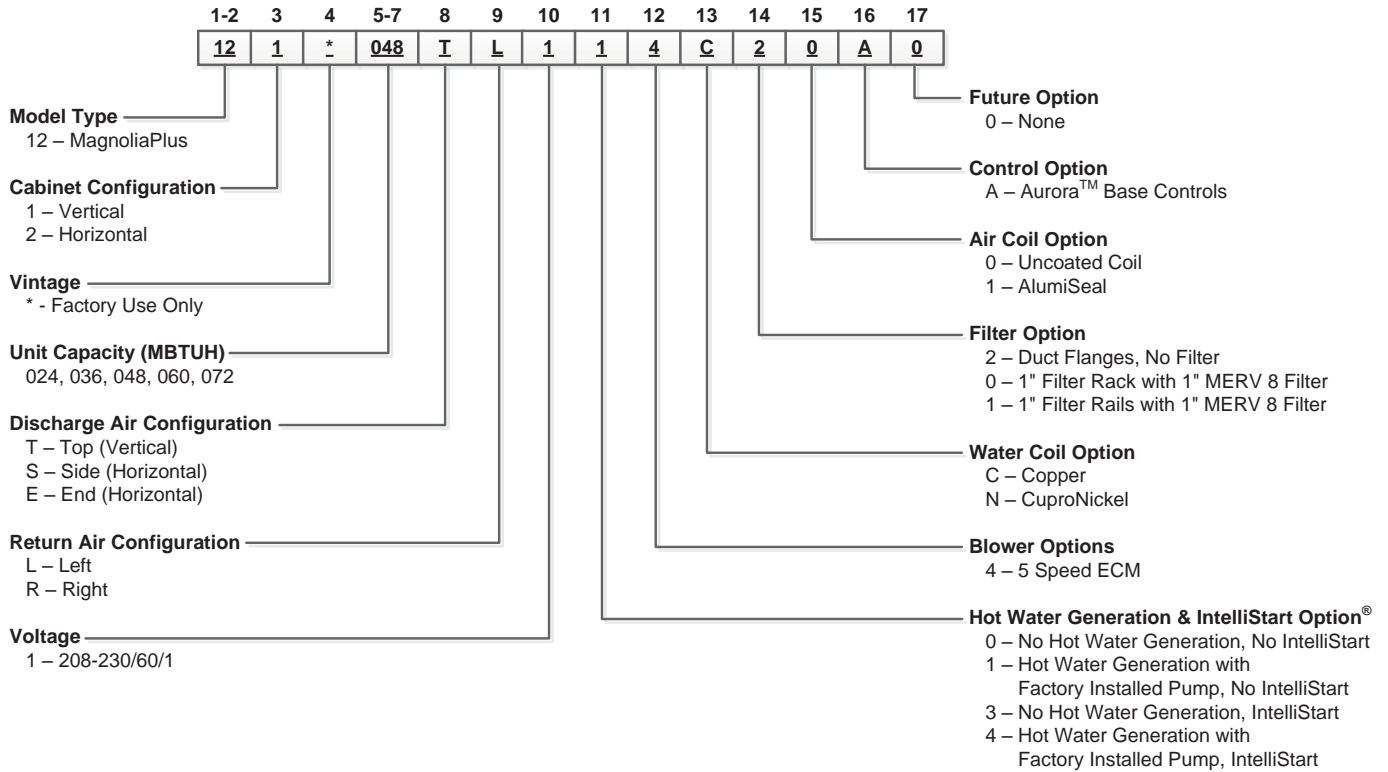 1-2 3 4 5-7 8 9 10 11 12 13 14 15 16 17
12 1 * 048 T L 1 1 4 C 2 0 A 0
Model Type
12 – MagnoliaPlus
Cabinet Configuration
1 – Vertical
2 – Horizontal
Vintage
* - Factory Use Only
Unit Capacity (MBTUH)
024, 036, 048, 060, 072
Discharge Air Configuration
T – Top (Vertical)
S – Side (Horizontal)
E – End (Horizontal)
Return Air Configuration
L – Left
R – Right
Voltage
1 – 208-230/60/1
Future Option
0 – None
Control Option
A – Aurora™ Base Controls
Air Coil Option
0 – Uncoated Coil
1 – AlumiSeal
Filter Option
2 – Duct Flanges, No Filter
0 – 1" Filter Rack with 1" MERV 8 Filter
1 – 1" Filter Rails with 1" MERV 8 Filter
Water Coil Option
C – Copper
N – CuproNickel
Blower Options
4 – 5 Speed ECM
Hot Water Generation & IntelliStart Option®
0 – No Hot Water Generation, No IntelliStart
1 – Hot Water Generation with
Factory Installed Pump, No IntelliStart
3 – No Hot Water Generation, IntelliStart
4 – Hot Water Generation with
Factory Installed Pump, IntelliStart